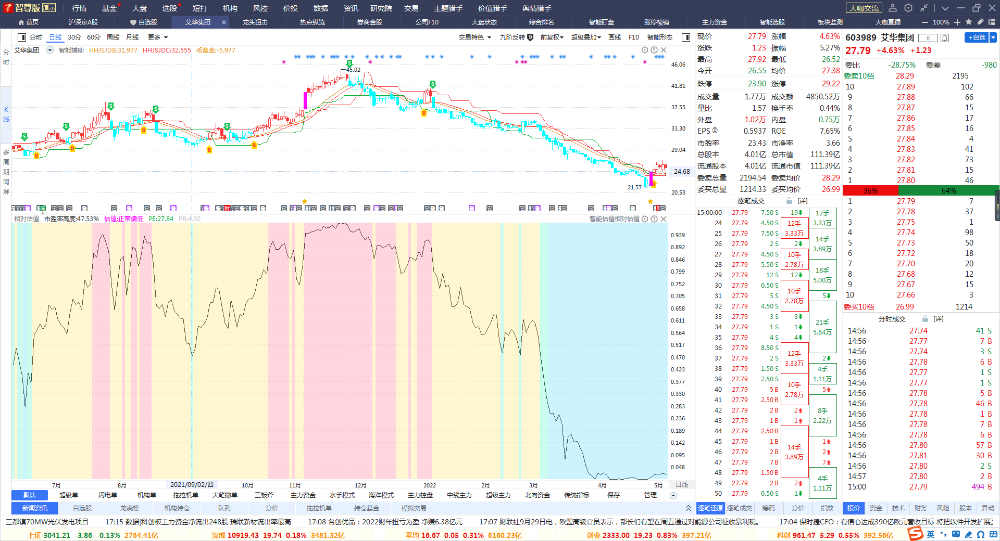 智尊版 演示 行情 基金 大盘 选股 短打 机构 风控 价投 数据 资讯 研究院 交易 主题猎手 价值猎手 舆情猎手 大咖交流
首页 沪深京A股 自选股 艾华集团 龙头狙击 热点纵览 券商金股 公司F10 大盘状态 综合排名 智能盯盘 涨停棱镜 主力资金 智能选股 板块监测 大咖直播 100%
分时 日线 30分 60分 周线 月线 更多 交易特色 九阶反转 9 前复权 超级叠加 画线 F10 智能形态
分时
K线
多周期同屏
艾华集团 智能辅助 HHJSJDB:31.977 HHJSJDC:32.555 乖离率:-5.977
46.06
41.81
37.55
33.30
29.04
24.68
20.53
45.02
21.57
相对估值 市盈率高度:47.53% 估值:正常偏低 PE:27.84 PB:4.30 智能估值相对估值
0.939
0.892
0.846
0.799
0.752
0.705
0.658
0.611
0.564
0.517
0.470
0.423
0.377
0.330
0.283
0.236
0.189
0.142
0.095
0.048
7月 8月 2021/09/02/四 10月 11月 12月 2022 2月 3月 4月 5月 日线
默认 超级单 闪电单 机构单 拖拉机单 大笔撤单 三板斧 主力资金 水手模式 海洋模式 主力控盘 中线主力 超级主力 北向资金 传统指标 保存 管理
新闻资讯 自选股 龙虎榜 机构持仓 队列 分价 拖拉机单 持仓基金 模拟交易
现价 27.79 涨幅 4.63%
涨跌 1.23 振幅 5.27%
最高 27.92 最低 26.52
今开 26.55 均价 27.38
跌停 23.90 涨停 29.22
成交量 1.77万 成交额 4850.52万
量比 1.57 换手率 0.44%
外盘 1.02万 内盘 0.75万
EPS② 0.5937 ROE 7.65%
市盈率 23.43 市净率 3.66
总股本 4.01亿 总市值 111.39亿
流通股本 4.01亿 流通市值 111.39亿
委卖总量 2194.54 委卖均价 28.29
委买总量 1214.33 委买均价 26.99
逐笔成交 [详]
15:00:00 27.79 7.50 S
24 27.79 4.50 S
25 27.79 7.50 S
26 27.79 2 S
27 27.79 4.50 S
28 27.79 5.50 S
29 27.79 12 S
30 27.79 0.50 S
31 27.79 5 S
32 27.79 4.50 S
33 27.79 3 S
34 27.79 1 S
35 27.79 4 S
36 27.79 8.50 S
37 27.79 2 S
38 27.79 1.50 S
39 27.79 2.50 S
40 27.79 5 B
41 27.79 2.50 B
42 27.79 2 B
43 27.79 1 B
44 27.79 2.50 B
45 27.79 1 B
46 27.79 2 B
47 27.79 7 B
48 27.79 1.50 B
49 27.79 2 B
50 27.79 0.50 S
19⬇
12手
3.33万
2⬇
10手
2.78万
12⬇
10手
2.78万
3⬇
1⬇
4⬇
12手
3.33万
10手
2.78万
2⬆
1⬆
14手
3.89万
2⬆
1⬇
12手
3.33万
14手
3.89万
18手
5.00万
5⬇
21手
5.84万
2⬇
4手
1.11万
5⬆
8手
2.22万
1⬆
2⬆
7⬆
4手
1.11万
逐笔还原 逐笔成交 筹码 分价 指数
603989 艾华集团 R +自选
27.79 +4.63% +1.23
委比 -28.75% 委差 -980
委卖10档 28.29 2195
10 27.89 102
9 27.88 66
8 27.87 15
7 27.86 17
6 27.85 16
5 27.84 4
4 27.83 41
3 27.82 73
2 27.81 15
1 27.80 46
36% 64%
1 27.79 7
2 27.78 37
3 27.75 1
4 27.74 98
5 27.73 50
6 27.72 18
7 27.70 20
8 27.68 12
9 27.67 15
10 27.66 3
委买10档 26.99 1214
分时成交 [详]
14:56 27.74 41 S
14:56 27.77 7 B
14:56 27.74 3 S
14:56 27.78 6 B
14:56 27.77 1 S
14:56 27.77 1 S
14:56 27.78 5 B
14:56 27.78 46 B
14:56 27.78 1 B
14:56 27.78 7 B
14:56 27.78 6 B
14:56 27.80 57 B
14:56 27.81 30 B
14:56 27.80 2 S
14:57 27.80 2 B
15:00 27.79 494 B
报价 资金 技术 财务 风险 股本 异动
三都镇70MW光伏发电项目 17:15 数据|科创板主力资金净流出248股 瑞联新材流出率最高 17:08 名创优品：2022财年扭亏为盈 净赚6.38亿元 17:07 财联社9月29日电，欧盟高级官员表示，部长们有望在周五通过对能源公司征收暴利税。 17:04 保时捷CFO：有信心达成390亿欧元营收目标 将把软件开发扩展至
上证 3041.21 -3.86 -0.13% 2764.41亿 深成 10919.43 19.74 0.18% 3481.32亿 平均 16.67 0.05 0.31% 6160.23亿 创业 2333.00 19.23 0.83% 397.21亿 科创 961.47 5.29 0.55% 392.56亿 英